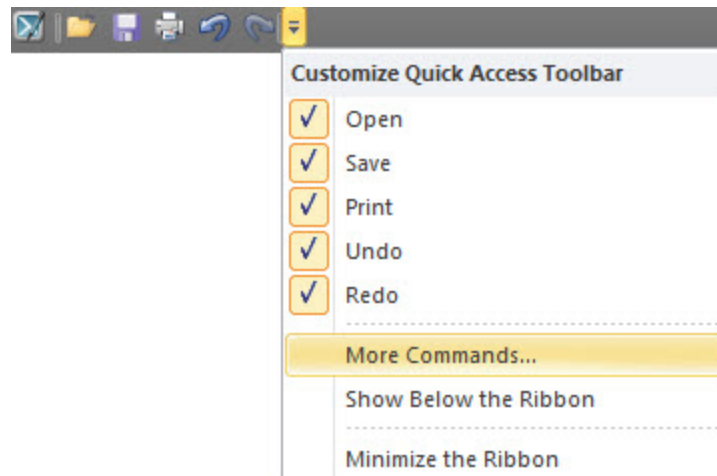 Customize Quick Access Toolbar
Open
Save
Print
Undo
Redo
More Commands...
Show Below the Ribbon
Minimize the Ribbon